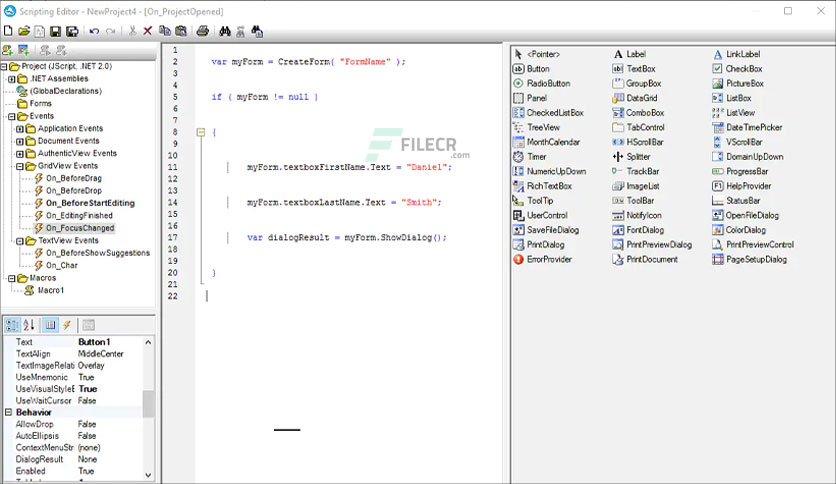 Scripting Editor - NewProject4 - [On_ProjectOpened]
Project (JScript, .NET 2.0)
.NET Assemblies
(GlobalDeclarations)
Forms
Events
Application Events
Document Events
AuthenticView Events
GridView Events
On_BeforeDrag
On_BeforeDrop
On_BeforeStartEditing
On_EditingFinished
On_FocusChanged
TextView Events
On_BeforeShowSuggestions
On_Char
Macros
Macro1
Text Button1
TextAlign MiddleCenter
TextImageRelati Overlay
UseMnemonic True
UseVisualStyleE True
UseWaitCursor False
Behavior
AllowDrop False
AutoEllipsis False
ContextMenuStr (none)
DialogResult None
Enabled True
1
2 var myForm = CreateForm( "FormName" );
4
5 if ( myForm != null )
7
8 {
9
10
11 myForm.textboxFirstName.Text = "Daniel";
13
14 myForm.textboxLastName.Text = "Smith";
16
17 var dialogResult = myForm.ShowDialog();
19
20 }
21
22
FILECR
.com
<Pointer> Label LinkLabel
Button TextBox CheckBox
RadioButton GroupBox PictureBox
Panel DataGrid ListBox
CheckedListBox ComboBox ListView
TreeView TabControl DateTimePicker
MonthCalendar HScrollBar VScrollBar
Timer Splitter DomainUpDown
NumericUpDown TrackBar ProgressBar
RichTextBox ImageList HelpProvider
ToolTip ToolBar StatusBar
UserControl NotifyIcon OpenFileDialog
SaveFileDialog FontDialog ColorDialog
PrintDialog PrintPreviewDialog PrintPreviewControl
ErrorProvider PrintDocument PageSetupDialog